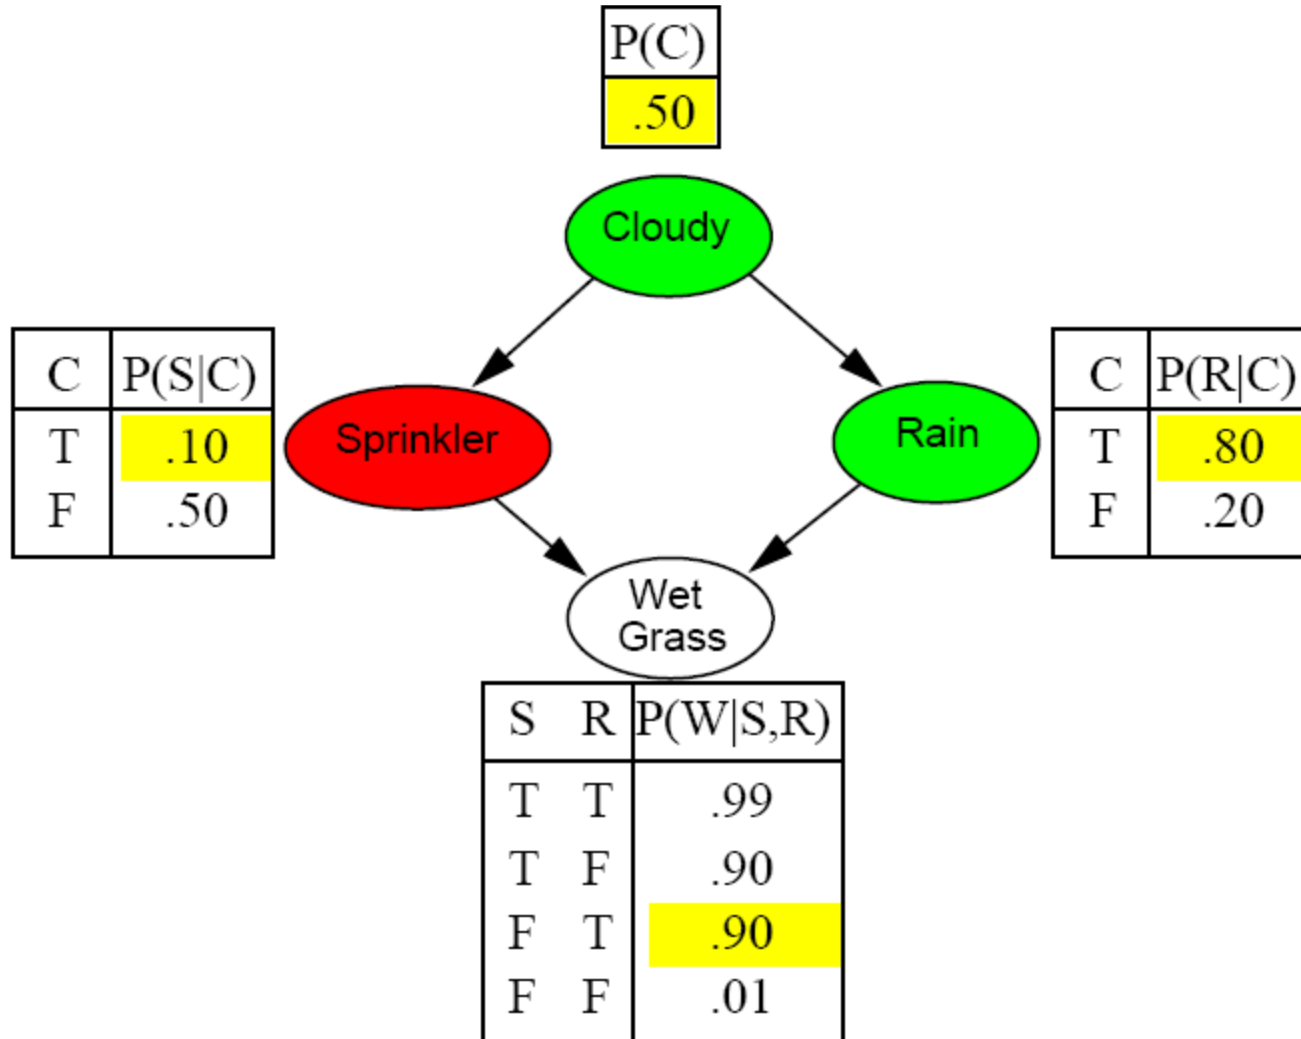 P(C)
.50
Cloudy
C P(S|C)
T .10
F .50
Sprinkler
Rain
C P(R|C)
T .80
F .20
Wet
Grass
S R P(W|S,R)
T T .99
T F .90
F T .90
F F .01